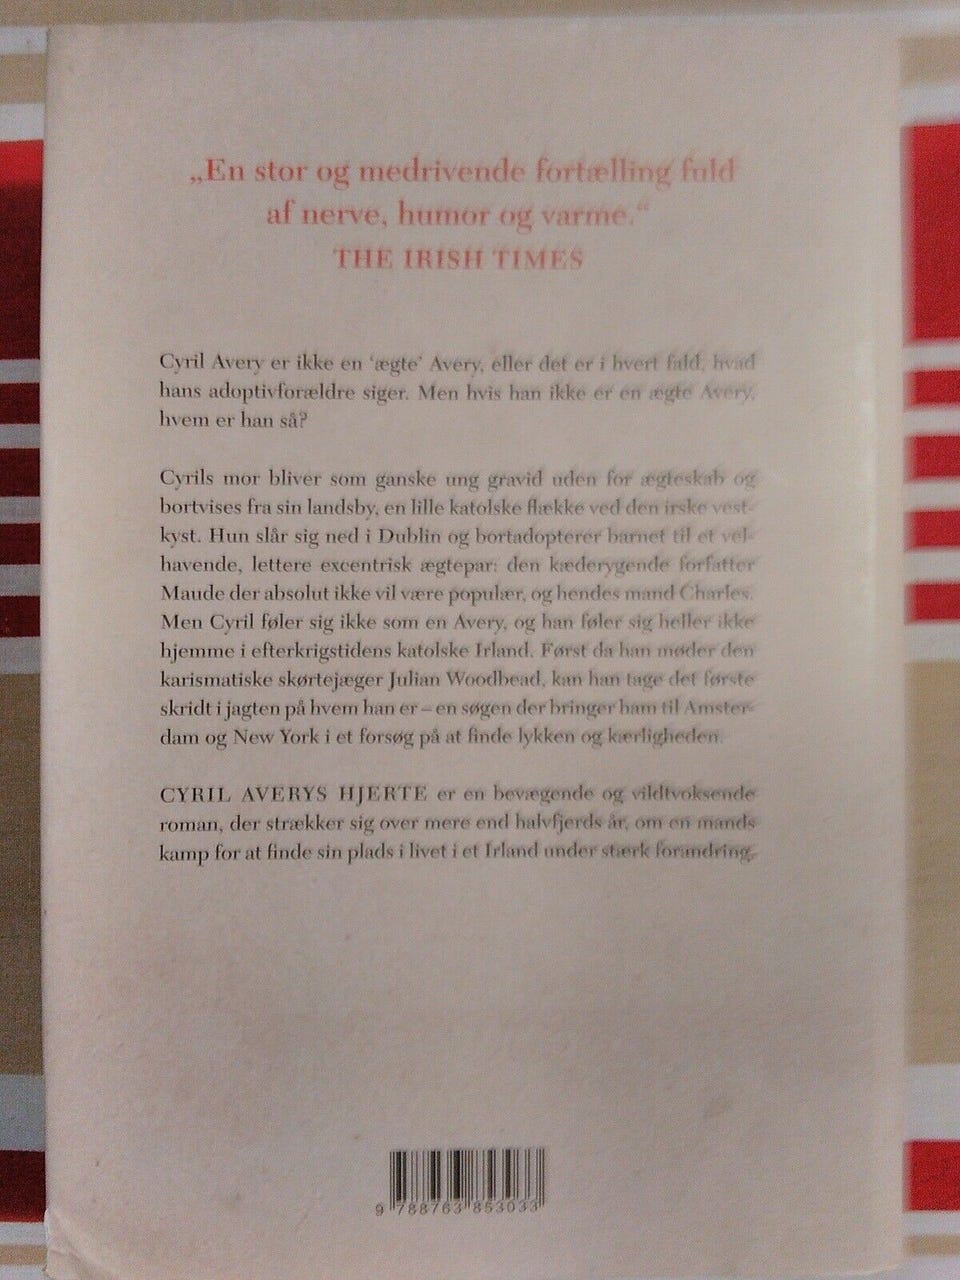 „En stor og medrivende fortælling fuld
af nerve, humor og varme.“
THE IRISH TIMES
Cyril Avery er ikke en ‘ægte’ Avery, eller det er i hvert fald, hvad
hans adoptivforældre siger. Men hvis han ikke er en ægte Avery,
hvem er han så?
Cyrils mor bliver som ganske ung gravid uden for ægteskab og
bortvises fra sin landsby, en lille katolske flække ved den irske vest-
kyst. Hun slår sig ned i Dublin og bortadopterer barnet til et vel-
havende, lettere excentrisk ægtepar: den kæderygende forfatter
Maude der absolut ikke vil være populær, og hendes mand Charles.
Men Cyril føler sig ikke som en Avery, og han føler sig heller ikke
hjemme i efterkrigstidens katolske Irland. Først da han møder den
karismatiske skørtejæger Julian Woodbead, kan han tage det første
skridt i jagten på hvem han er – en søgen der bringer ham til Amster-
dam og New York i et forsøg på at finde lykken og kærligheden.
CYRIL AVERYS HJERTE er en bevægende og vildtvoksende
roman, der strækker sig over mere end halvfjerds år, om en mands
kamp for at finde sin plads i livet i et Irland under stærk forandring.
9 788763 853033